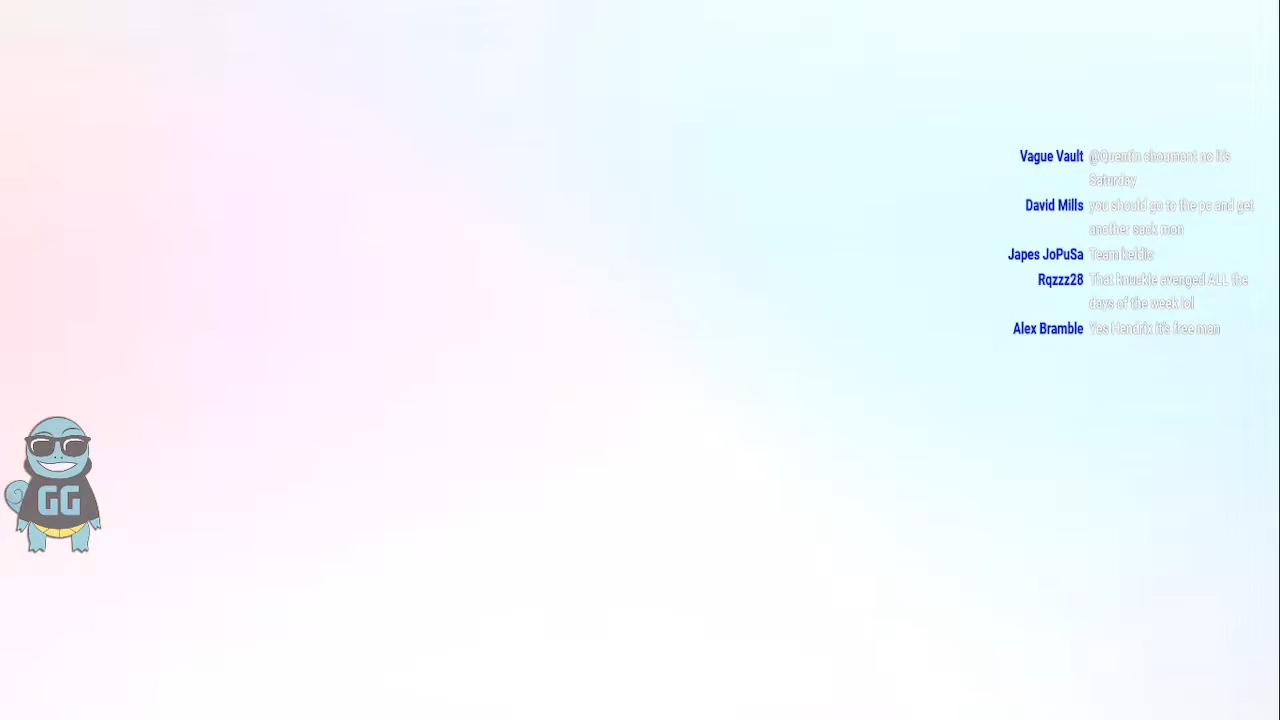 Vague Vault @Quentin choumont no it's
Saturday
David Mills you should go to the pc and get
another sack mon
Japes JoPuSa Team keldio
Rqzzz28 That knuckle avenged ALL the
days of the week lol
Alex Bramble Yes Hendrix it's free man
GG